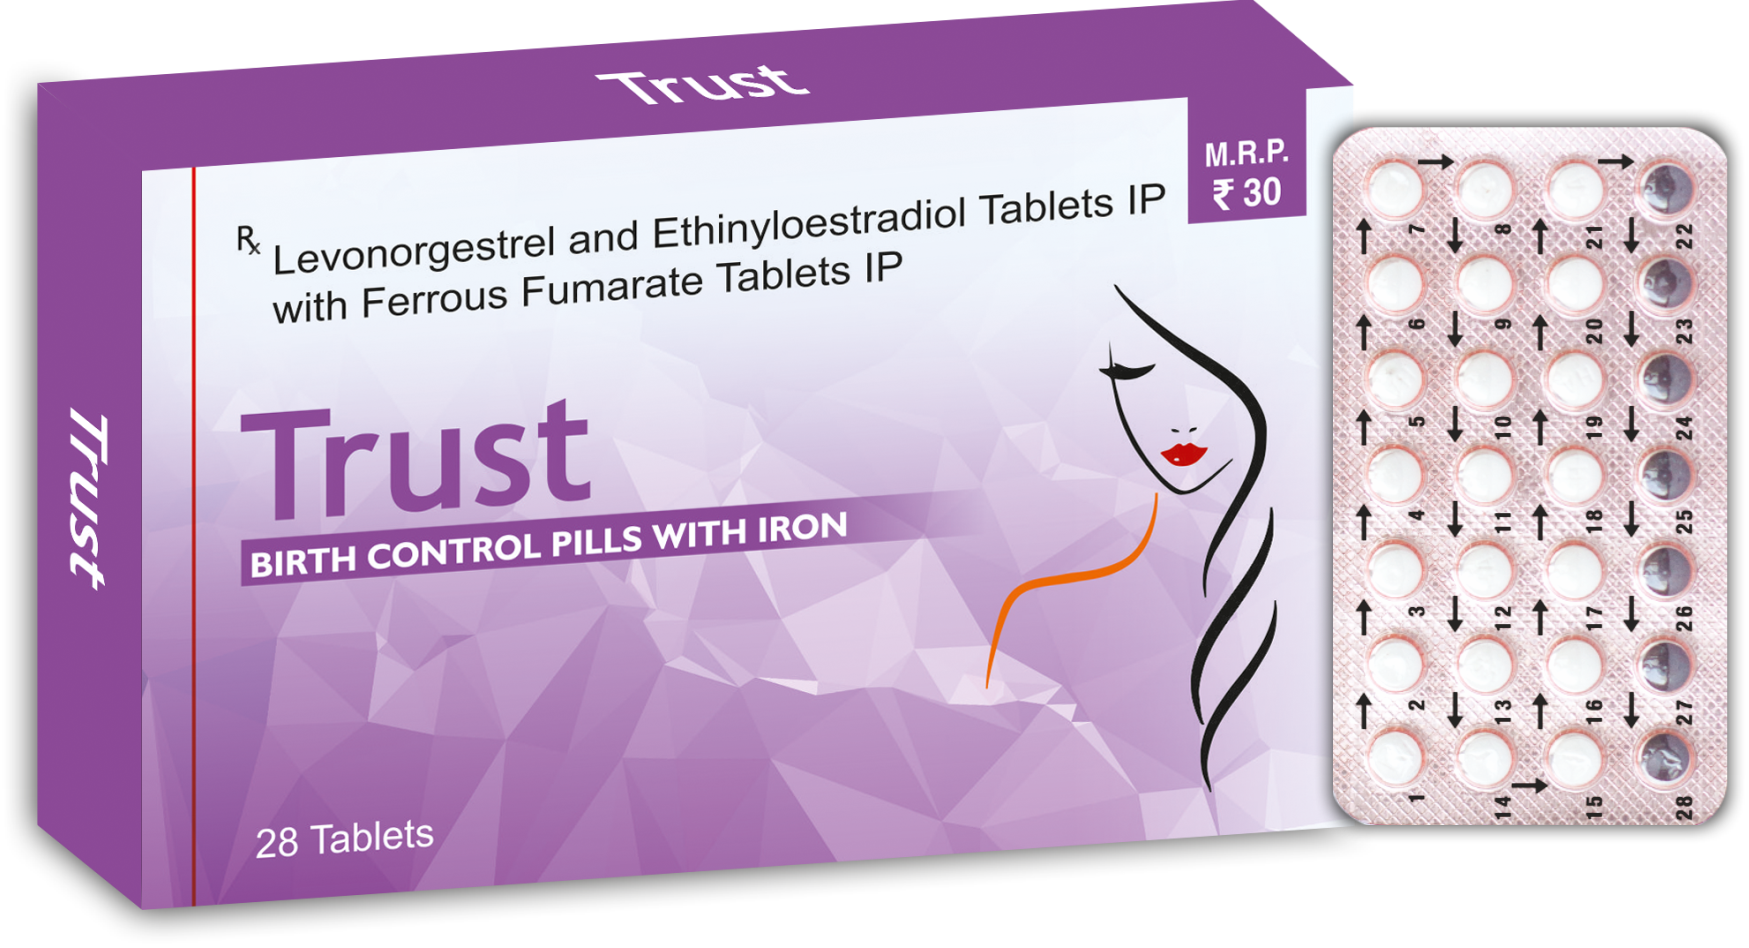 Trust
M.R.P.
₹ 30
Rx Levonorgestrel and Ethinyloestradiol Tablets IP
with Ferrous Fumarate Tablets IP
Trust
BIRTH CONTROL PILLS WITH IRON
28 Tablets
Trust
7 8 21 22
6 9 20 23
5 10 19 24
4 11 18 25
3 12 17 26
2 13 16 27
1 14 15 28